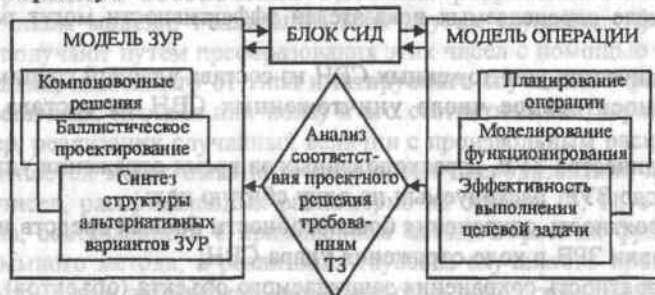 МОДЕЛЬ ЗУР
БЛОК СИД
МОДЕЛЬ ОПЕРАЦИИ
Компоновочные
решения
Баллистическое
проектирование
Синтез
структуры
альтернативных
вариантов ЗУР
Анализ
соответст-
вия проектного
решения
требова-
ниям
ТЗ
Планирование
операции
Моделирование
функционирования
Эффективность
выполнения
целевой задачи